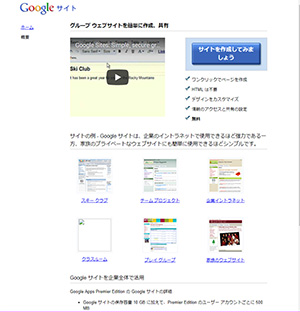 Google サイト
ホーム
概要
グループ ウェブサイトを簡単に作成、共有
Google Sites: Simple, secure gr
Ski Club
サイトを作成してみ
ましょう
ワンクリックでページを作成
HTML は不要
デザインをカスタマイズ
情報のアクセスと共有の設定
無料
サイトの例 - Google サイトは、企業のイントラネットで使用できるほど強力である一
方、家族のプライベートなウェブサイトにも簡単に使用できるほどシンプルです。
スキー クラブ
チーム プロジェクト
企業イントラネット
クラスルーム
プレイ グループ
家族のウェブサイト
Google サイトを企業全体で活用
Google Apps Premier Edition の Google サイトの詳細
Google サイトの保存容量 10 GB に加えて、Premier Edition のユーザー アカウントごとに 500
MB